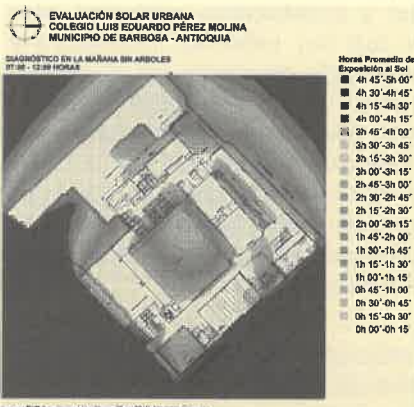 EVALUACIÓN SOLAR URBANA
COLEGIO LUIS EDUARDO PÉREZ MOLINA
MUNICIPIO DE BARBOSA - ANTIOQUIA
DIAGNÓSTICO EN LA MAÑANA SIN ARBOLES
HORAS
Horas Promedio de
Exposición al Sol
4h 45'-5h 00'
4h 30'-4h 45'
4h 15'-4h 30'
4h 00'-4h 15'
3h 45'-4h 00'
3h 30'-3h 45'
3h 15'-3h 30'
3h 00'-3h 15'
2h 45'-3h 00'
2h 30'-2h 45'
2h 15'-2h 30'
2h 00'-2h 15'
1h 45'-2h 00'
1h 30'-1h 45'
1h 15'-1h 30'
1h 00'-1h 15'
0h 45'-1h 00'
0h 30'-0h 45'
0h 15'-0h 30'
0h 00'-0h 15'